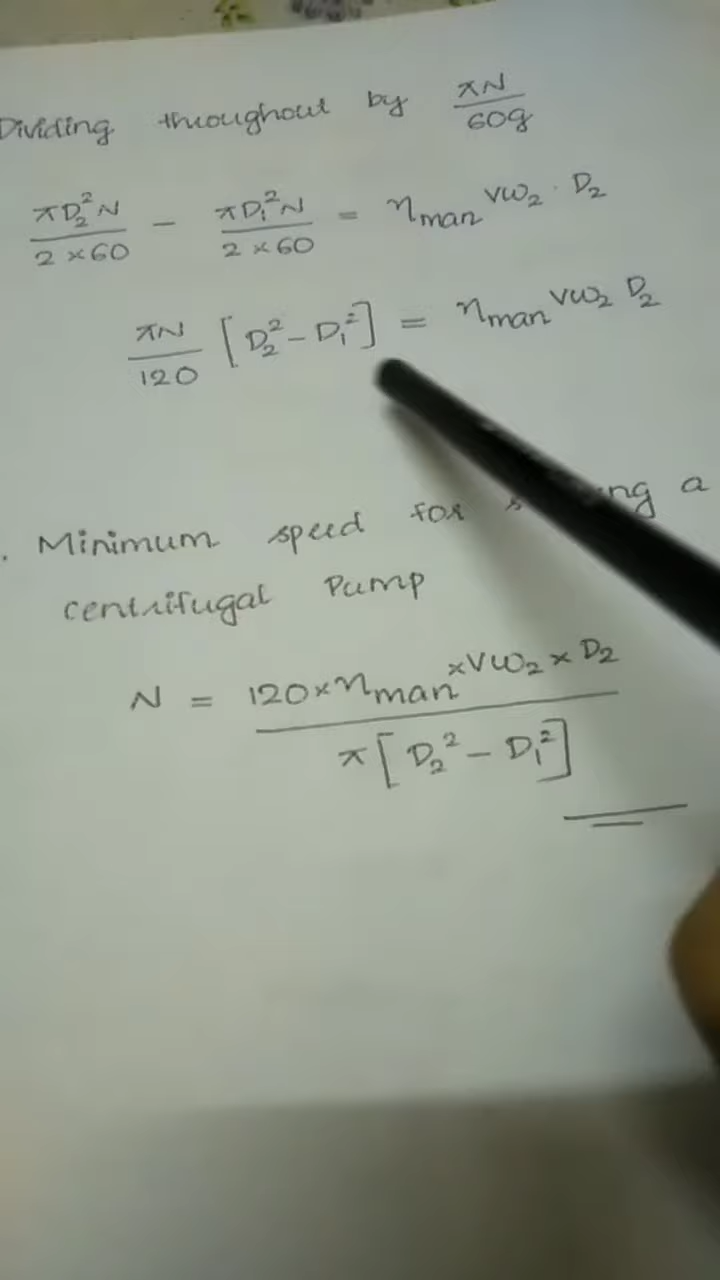 Dividing throughout by πN/60g
πD₂²N/2×60 − πD₁²N/2×60 = ηman Vw₂ · D₂
πN/120 [D₂² − D₁²] = ηman Vw₂ D₂
. Minimum speed for a
centrifugal Pump
N = 120×ηman×Vw₂×D₂/π[D₂² − D₁²]